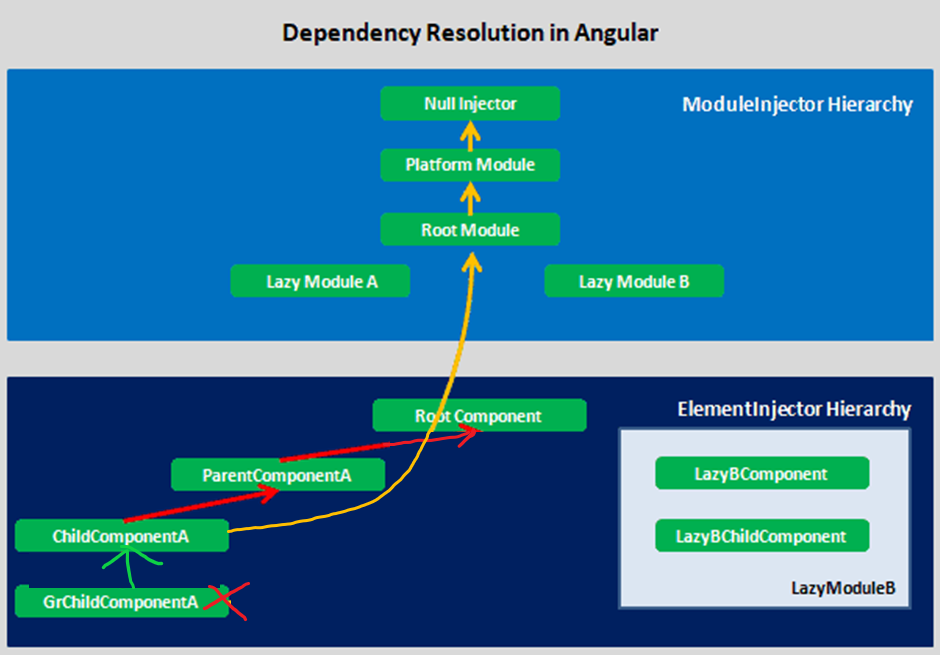 Dependency Resolution in Angular
ModuleInjector Hierarchy
Null Injector
Platform Module
Root Module
Lazy Module A
Lazy Module B
ElementInjector Hierarchy
Root Component
ParentComponentA
LazyBComponent
ChildComponentA
LazyBChildComponent
GrChildComponentA
LazyModuleB